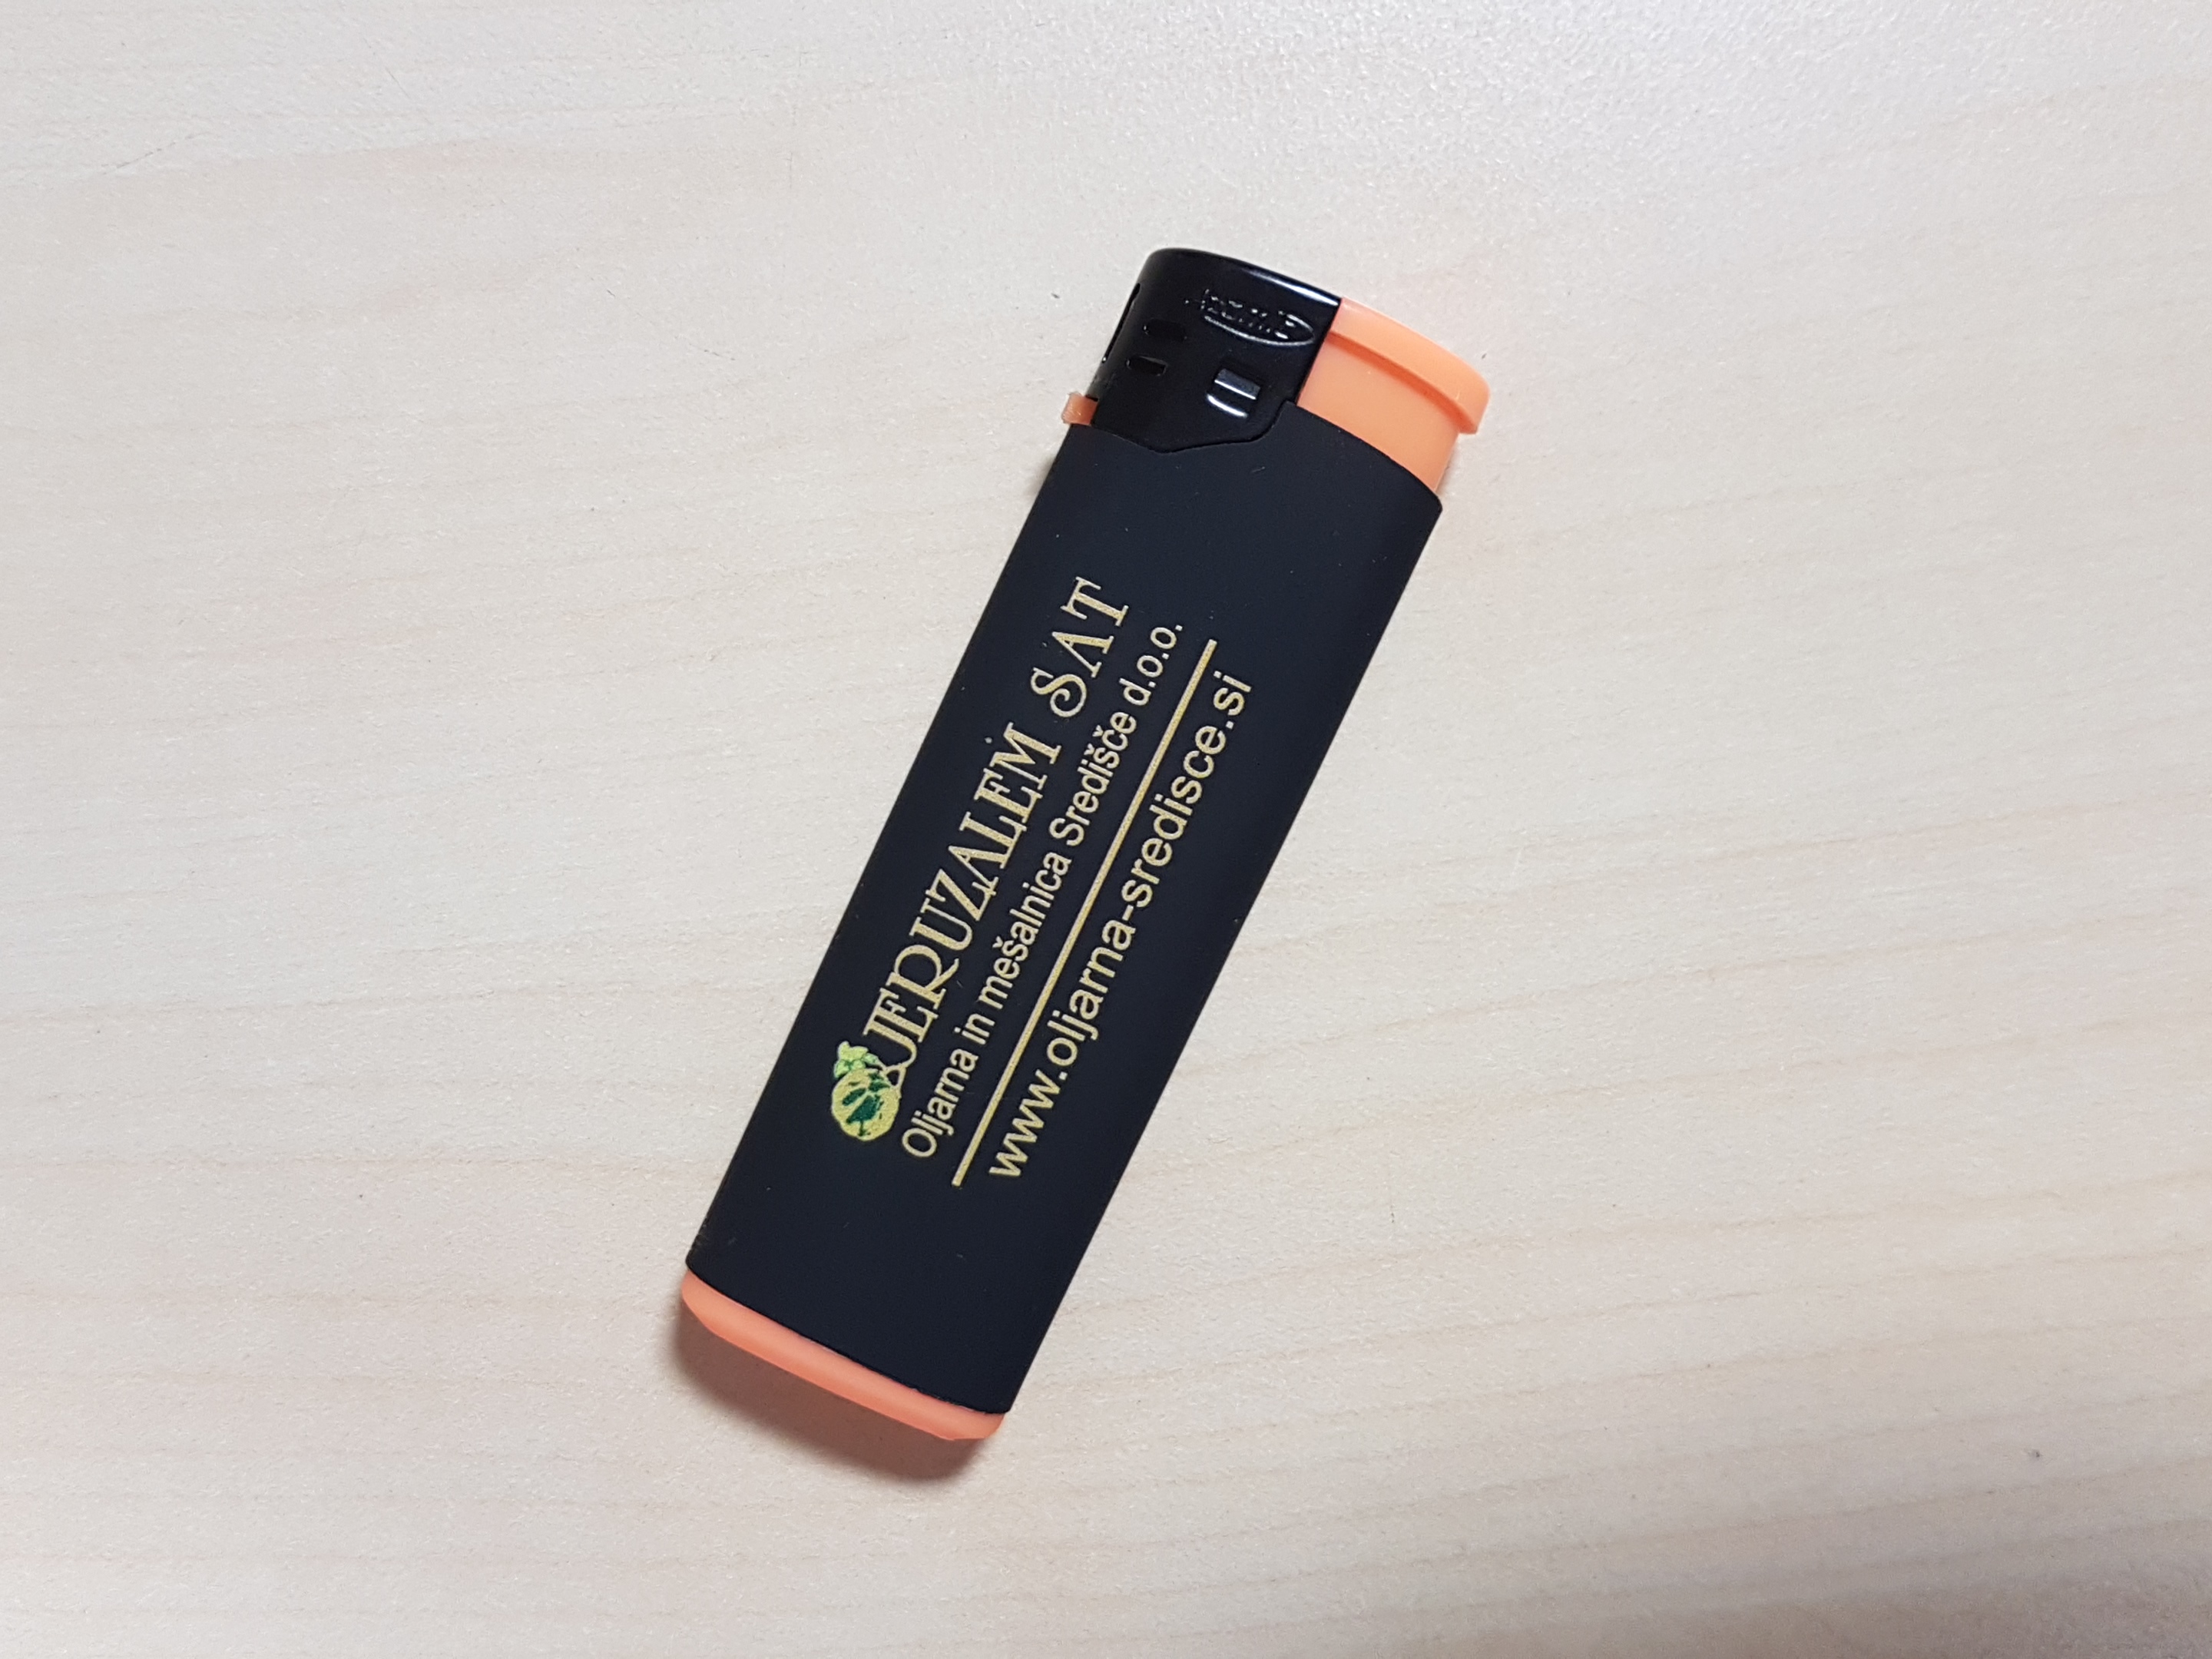 JERUZALEM SAT
Oljarna in mešalnica Središče d.o.o.
www.oljarna-sredisce.si